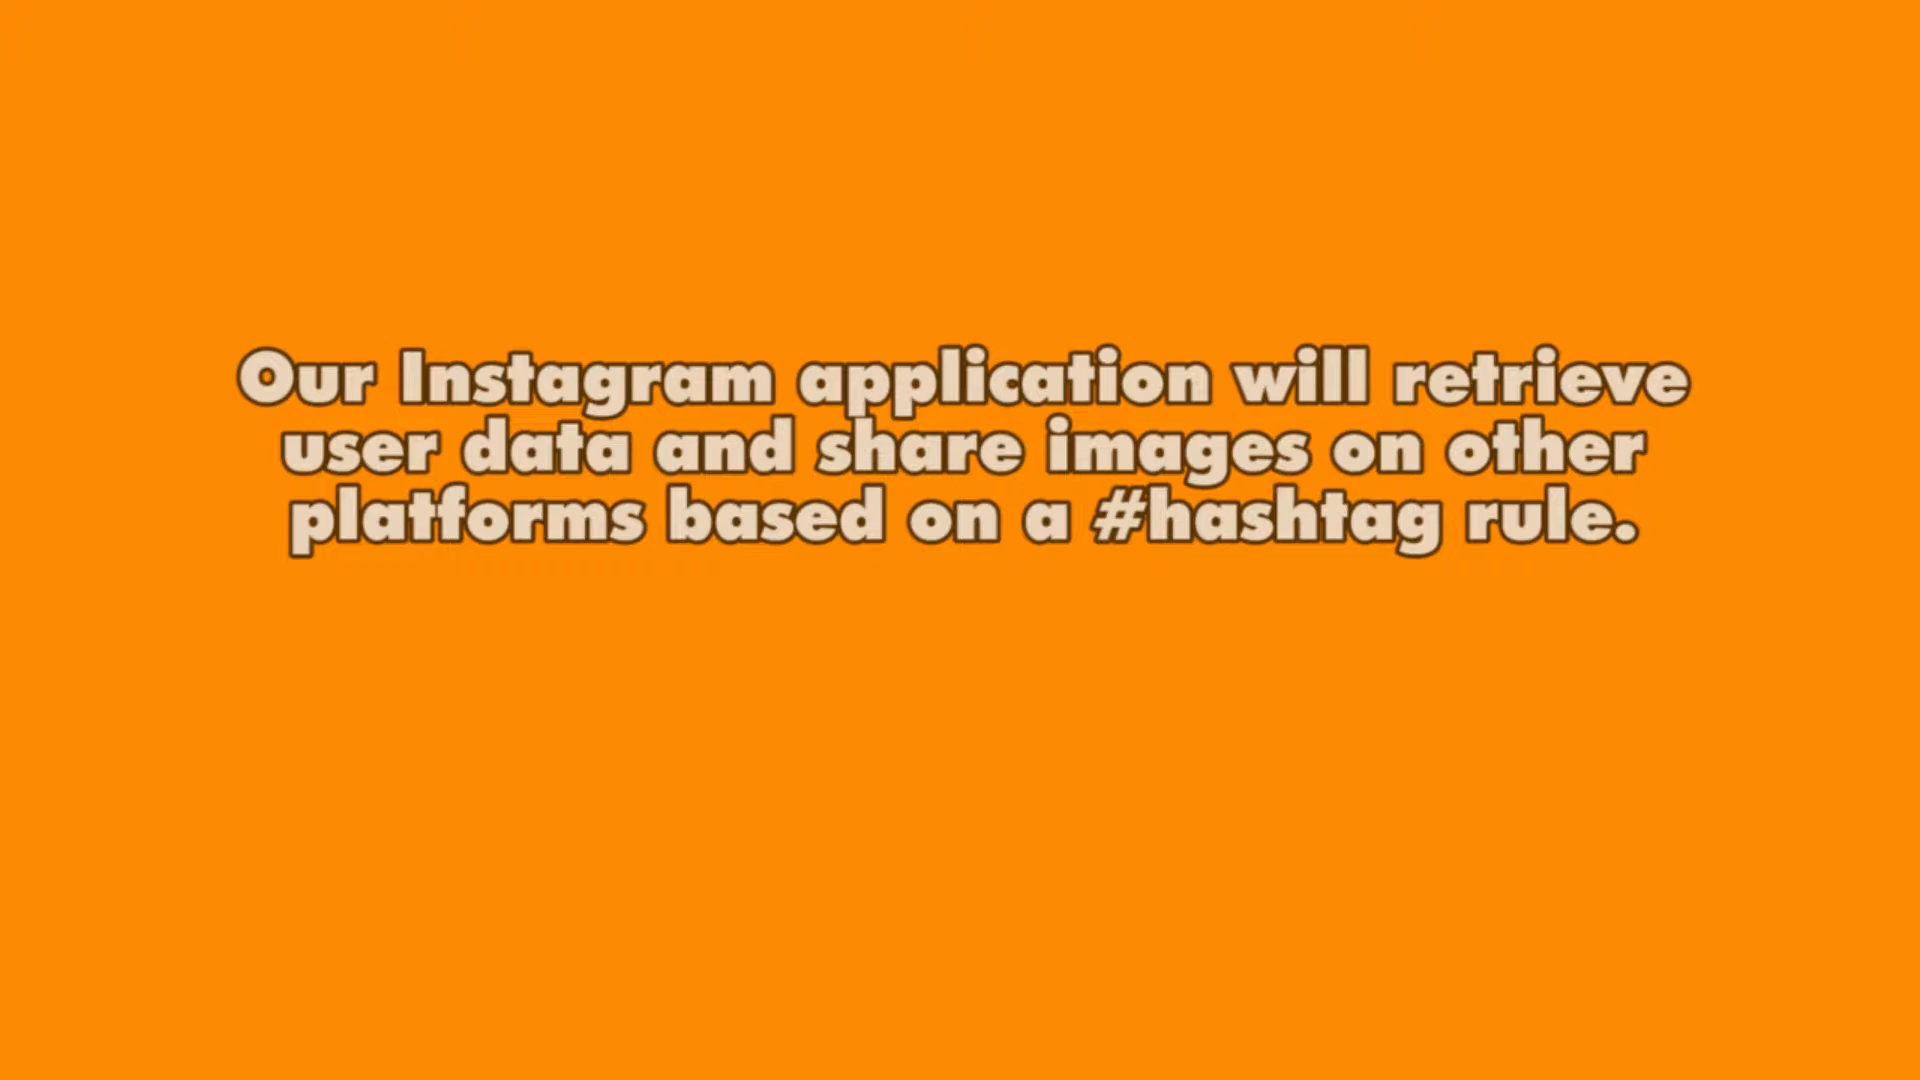 Our Instagram application will retrieve
user data and share images on other
platforms based on a #hashtag rule.